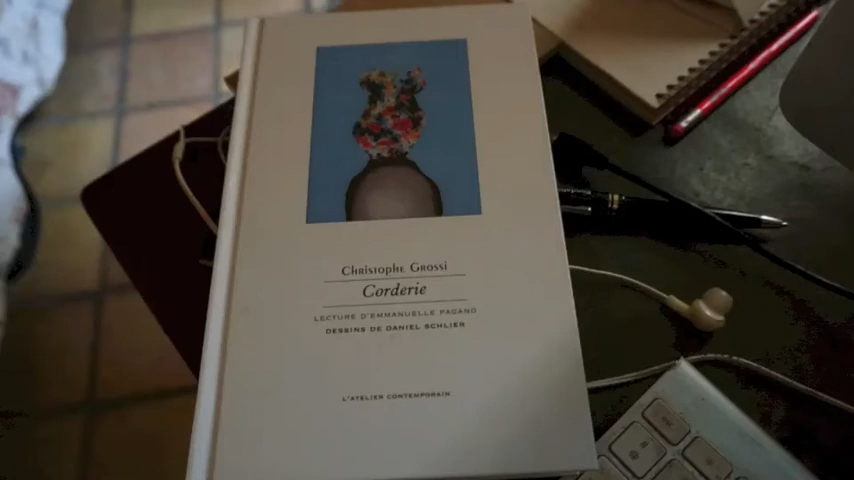 Christophe Grossi
Corderie
LECTURE D'EMMANUELLE PAGANO
DESSINS DE DANIEL SCHLIER
L'ATELIER CONTEMPORAIN